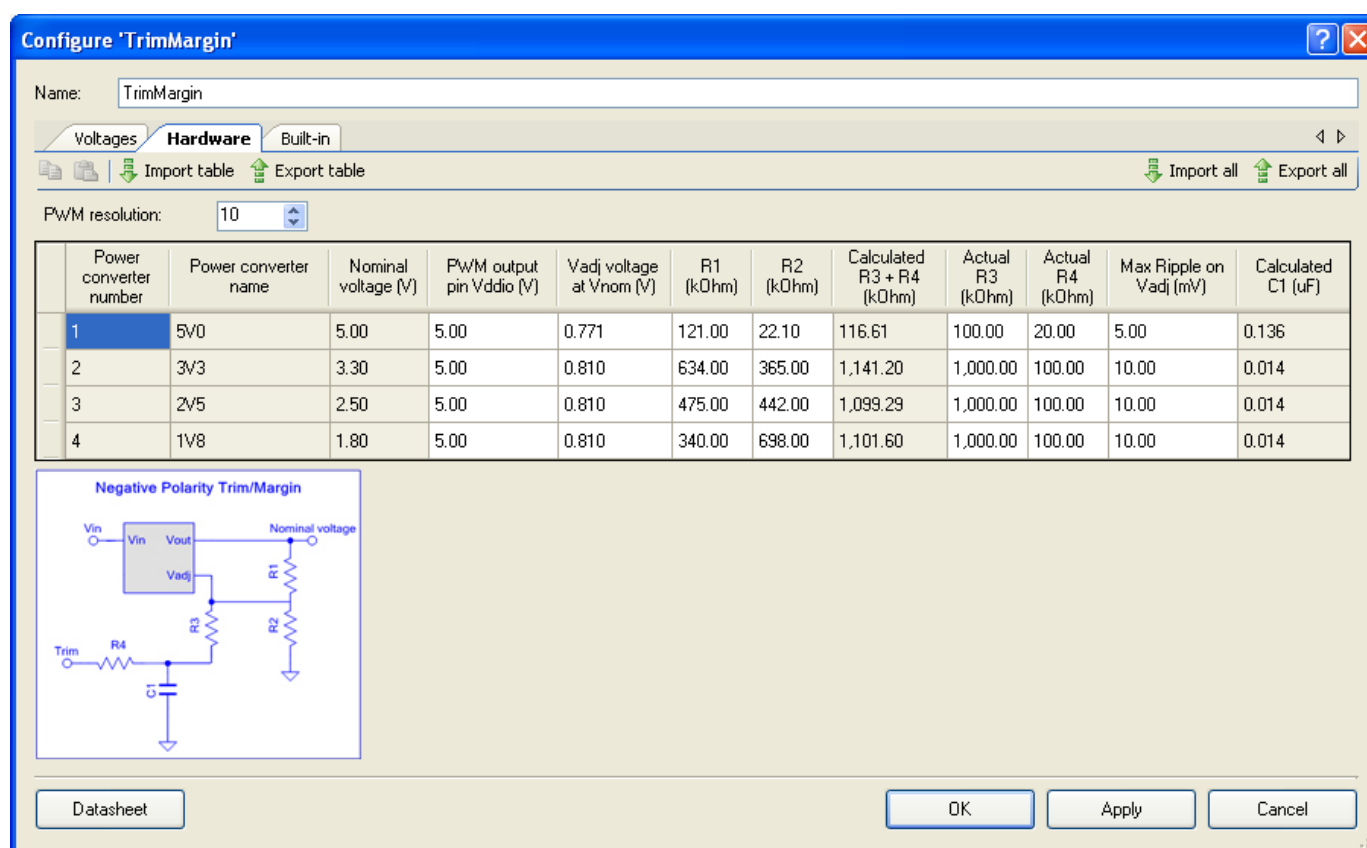 Configure 'TrimMargin'
Name: TrimMargin
Voltages Hardware Built-in
Import table Export table Import all Export all
PWM resolution: 10
Power converter number Power converter name Nominal voltage (V) PWM output pin Vddio (V) Vadj voltage at Vnom (V) R1 (kOhm) R2 (kOhm) Calculated R3 + R4 (kOhm) Actual R3 (kOhm) Actual R4 (kOhm) Max Ripple on Vadj (mV) Calculated C1 (uF)
1 5V0 5.00 5.00 0.771 121.00 22.10 116.61 100.00 20.00 5.00 0.136
2 3V3 3.30 5.00 0.810 634.00 365.00 1,141.20 1,000.00 100.00 10.00 0.014
3 2V5 2.50 5.00 0.810 475.00 442.00 1,099.29 1,000.00 100.00 10.00 0.014
4 1V8 1.80 5.00 0.810 340.00 698.00 1,101.60 1,000.00 100.00 10.00 0.014
Negative Polarity Trim/Margin
Vin Vin Vout Nominal voltage
Vadj R1
R3 R2
Trim R4
C1
Datasheet OK Apply Cancel